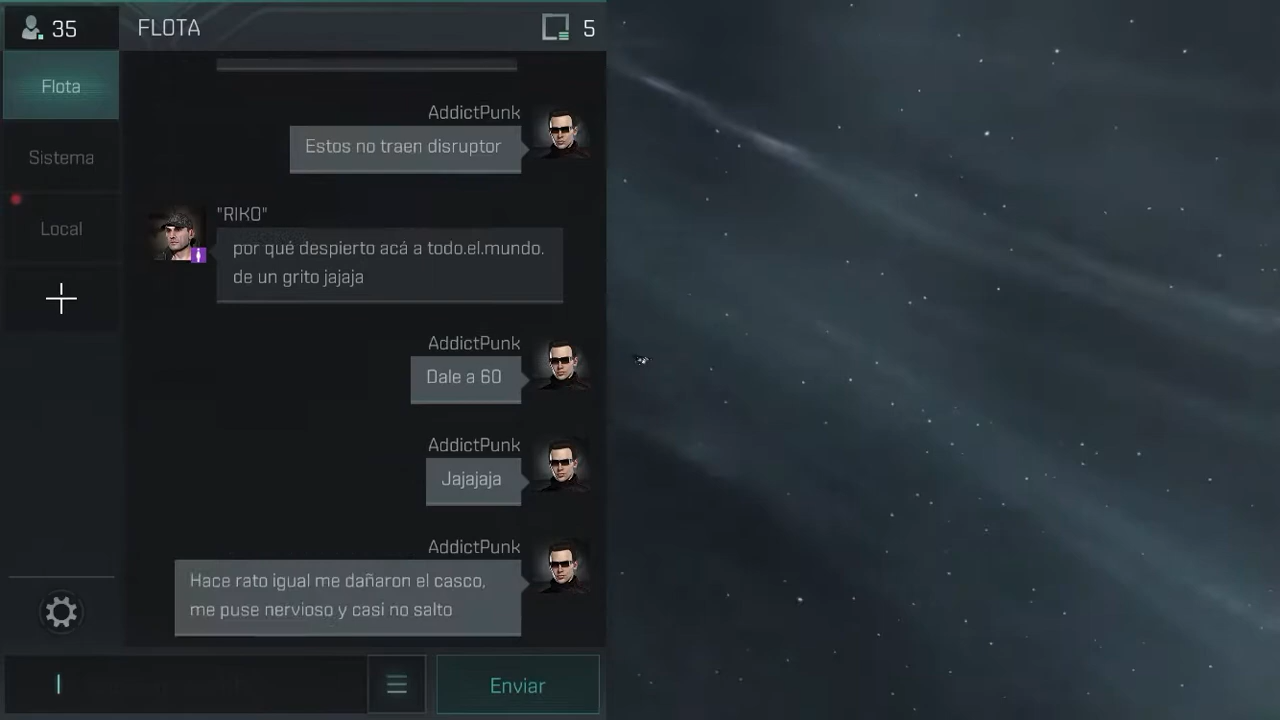 35
FLOTA
5
Flota
Sistema
Local
AddictPunk
Estos no traen disruptor
"RIKO"
por qué despierto acá a todo.el.mundo.
de un grito jajaja
AddictPunk
Dale a 60
AddictPunk
Jajajaja
AddictPunk
Hace rato igual me dañaron el casco,
me puse nervioso y casi no salto
Enviar